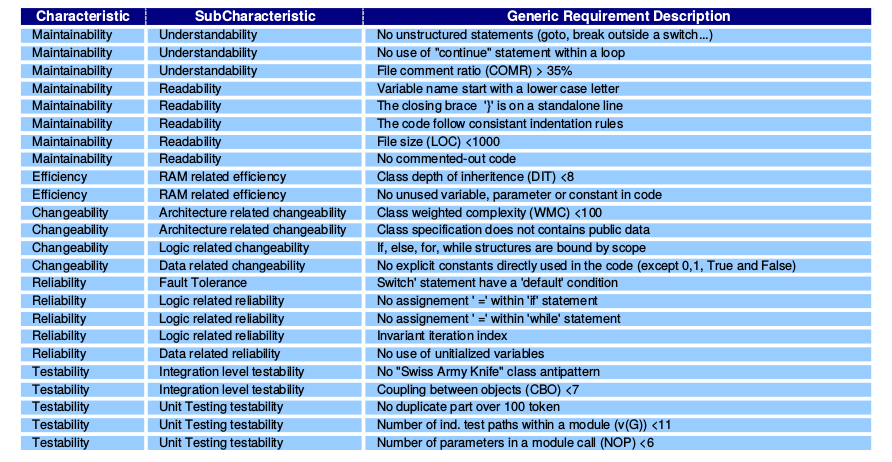 Characteristic SubCharacteristic Generic Requirement Description
Maintainability Understandability No unstructured statements (goto, break outside a switch...)
Maintainability Understandability No use of "continue" statement within a loop
Maintainability Understandability File comment ratio (COMR) > 35%
Maintainability Readability Variable name start with a lower case letter
Maintainability Readability The closing brace '}' is on a standalone line
Maintainability Readability The code follow consistant indentation rules
Maintainability Readability File size (LOC) <1000
Maintainability Readability No commented-out code
Efficiency RAM related efficiency Class depth of inheritence (DIT) <8
Efficiency RAM related efficiency No unused variable, parameter or constant in code
Changeability Architecture related changeability Class weighted complexity (WMC) <100
Changeability Architecture related changeability Class specification does not contains public data
Changeability Logic related changeability If, else, for, while structures are bound by scope
Changeability Data related changeability No explicit constants directly used in the code (except 0,1, True and False)
Reliability Fault Tolerance Switch' statement have a 'default' condition
Reliability Logic related reliability No assignement ' =' within 'if' statement
Reliability Logic related reliability No assignement ' =' within 'while' statement
Reliability Logic related reliability Invariant iteration index
Reliability Data related reliability No use of unitialized variables
Testability Integration level testability No "Swiss Army Knife" class antipattern
Testability Integration level testability Coupling between objects (CBO) <7
Testability Unit Testing testability No duplicate part over 100 token
Testability Unit Testing testability Number of ind. test paths within a module (v(G)) <11
Testability Unit Testing testability Number of parameters in a module call (NOP) <6